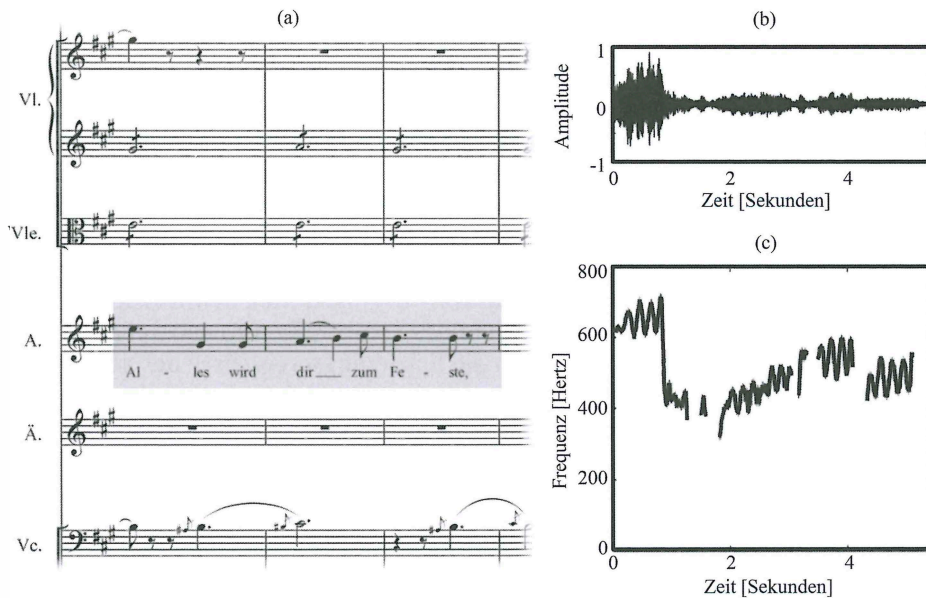 (a)
Vl.
Vle.
A.
Al - les wird dir zum Fe - ste,
Ä.
Vc.
(b)
Amplitude
1
0
-1
0 2 4
Zeit [Sekunden]
(c)
Frequenz [Hertz]
800
600
400
200
0
0 2 4
Zeit [Sekunden]